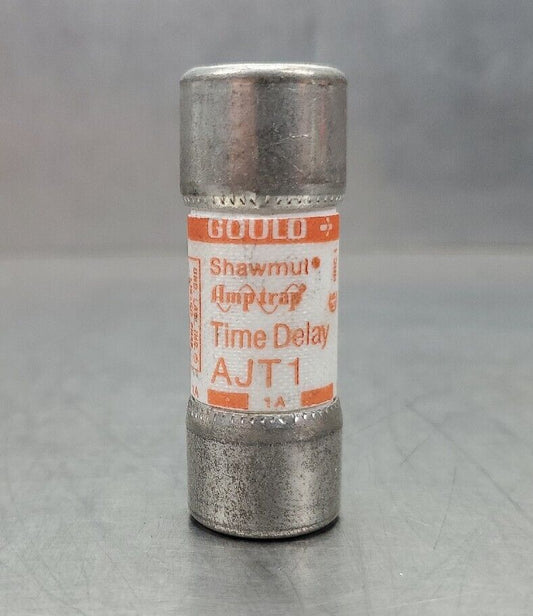 GOULD
Shawmut
Amp-trap
Time Delay
AJT1
1A